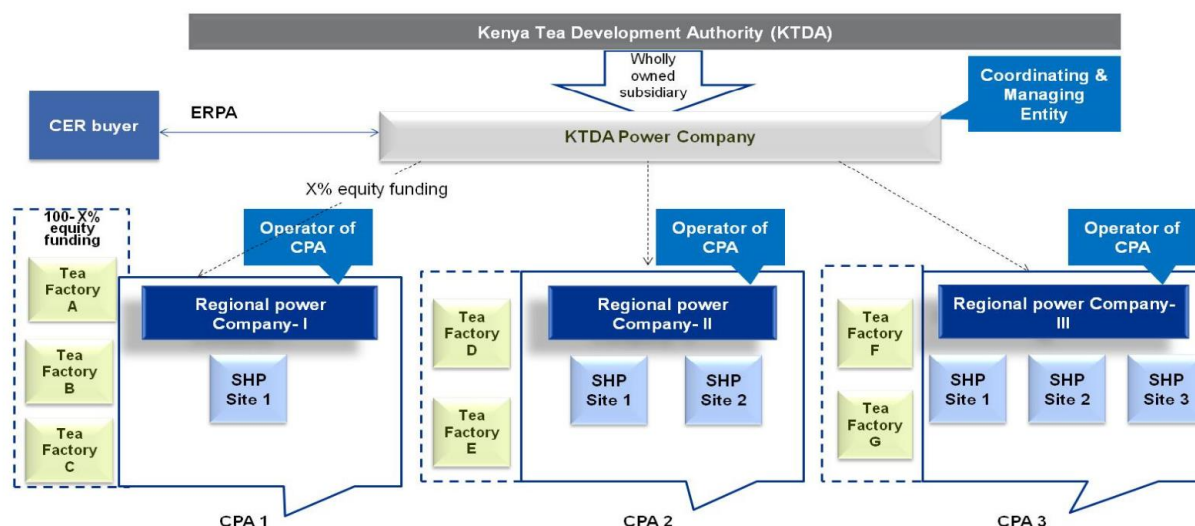 Kenya Tea Development Authority (KTDA)
Wholly
owned
subsidiary
Coordinating &
Managing
Entity
CER buyer
ERPA
KTDA Power Company
X% equity funding
100- X%
equity
funding
Operator of
CPA
Operator of
CPA
Operator of
CPA
Tea
Factory
A
Tea
Factory
B
Tea
Factory
C
Regional power
Company- I
SHP
Site 1
CPA 1
Tea
Factory
D
Tea
Factory
E
Regional power
Company- II
SHP
Site 1
SHP
Site 2
CPA 2
Tea
Factory
F
Tea
Factory
G
Regional power Company-
III
SHP
Site 1
SHP
Site 2
SHP
Site 3
CPA 3